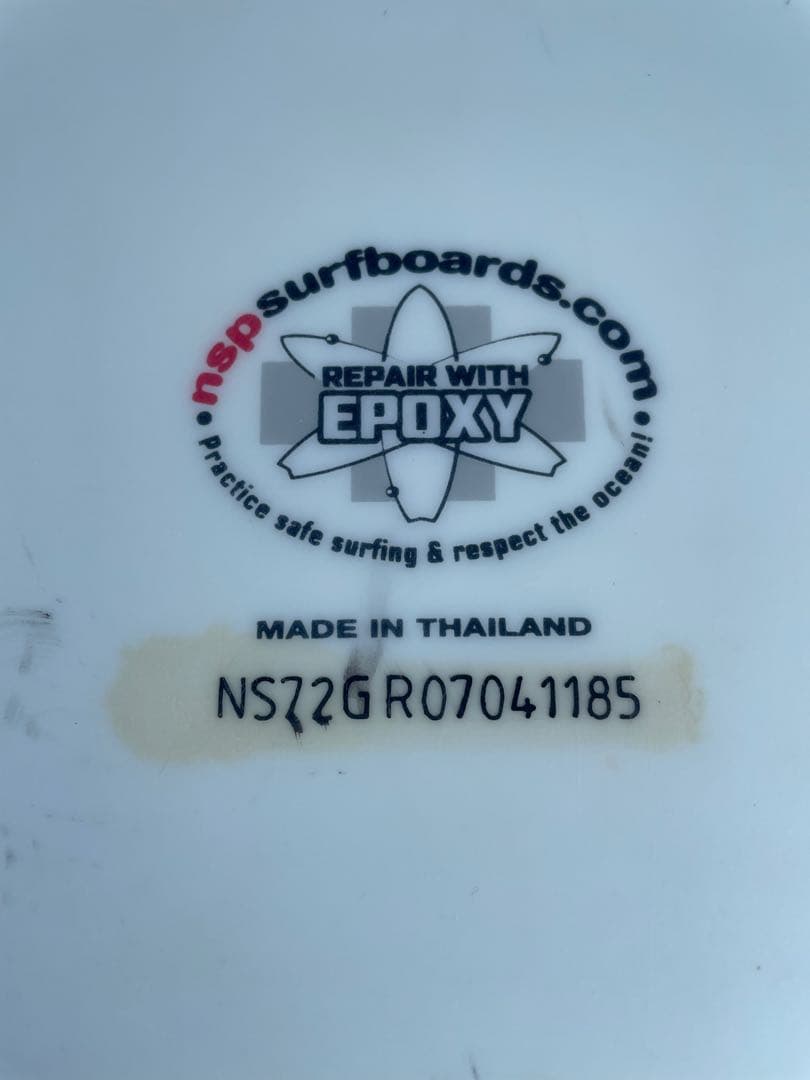 nspsurfboards.com
REPAIR WITH
EPOXY
• Practice safe surfing & respect the ocean! •
MADE IN THAILAND
NS72GR07041185